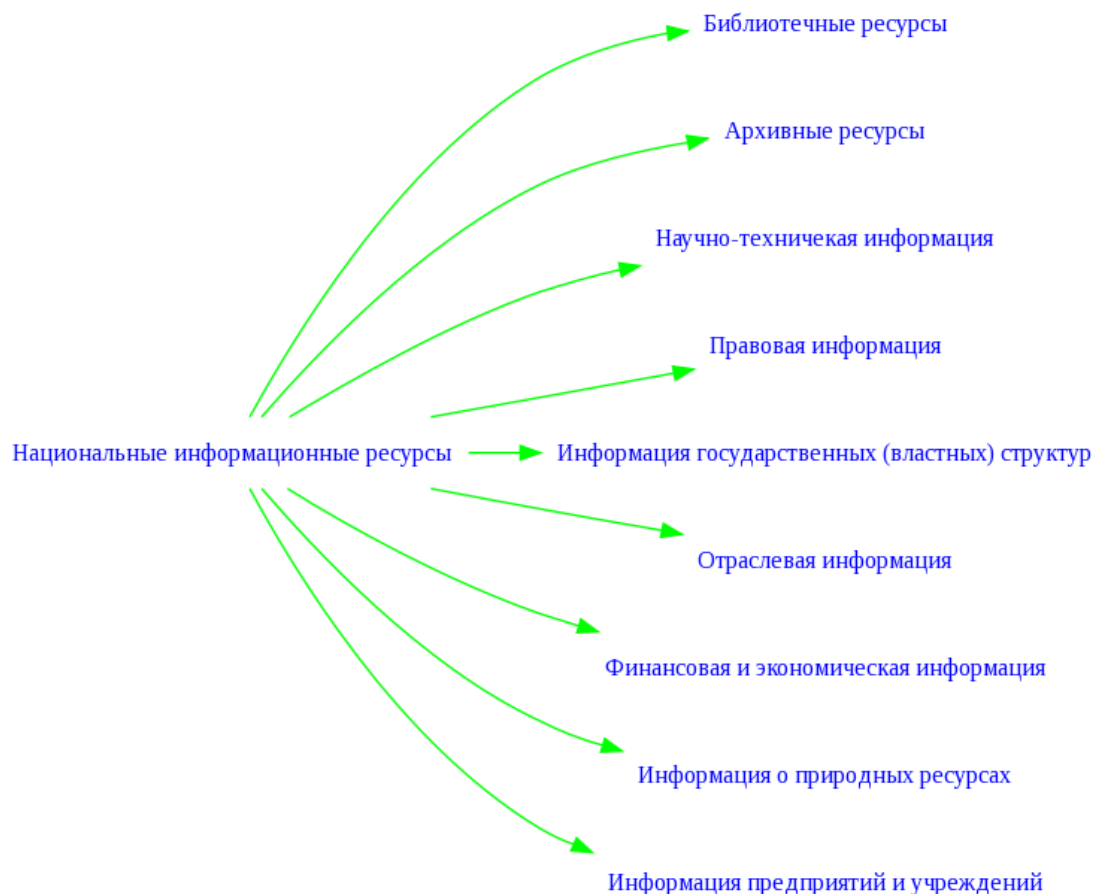 Библиотечные ресурсы
Архивные ресурсы
Научно-техничекая информация
Правовая информация
Национальные информационные ресурсы
Информация государственных (властных) структур
Отраслевая информация
Финансовая и экономическая информация
Информация о природных ресурсах
Информация предприятий и учреждений